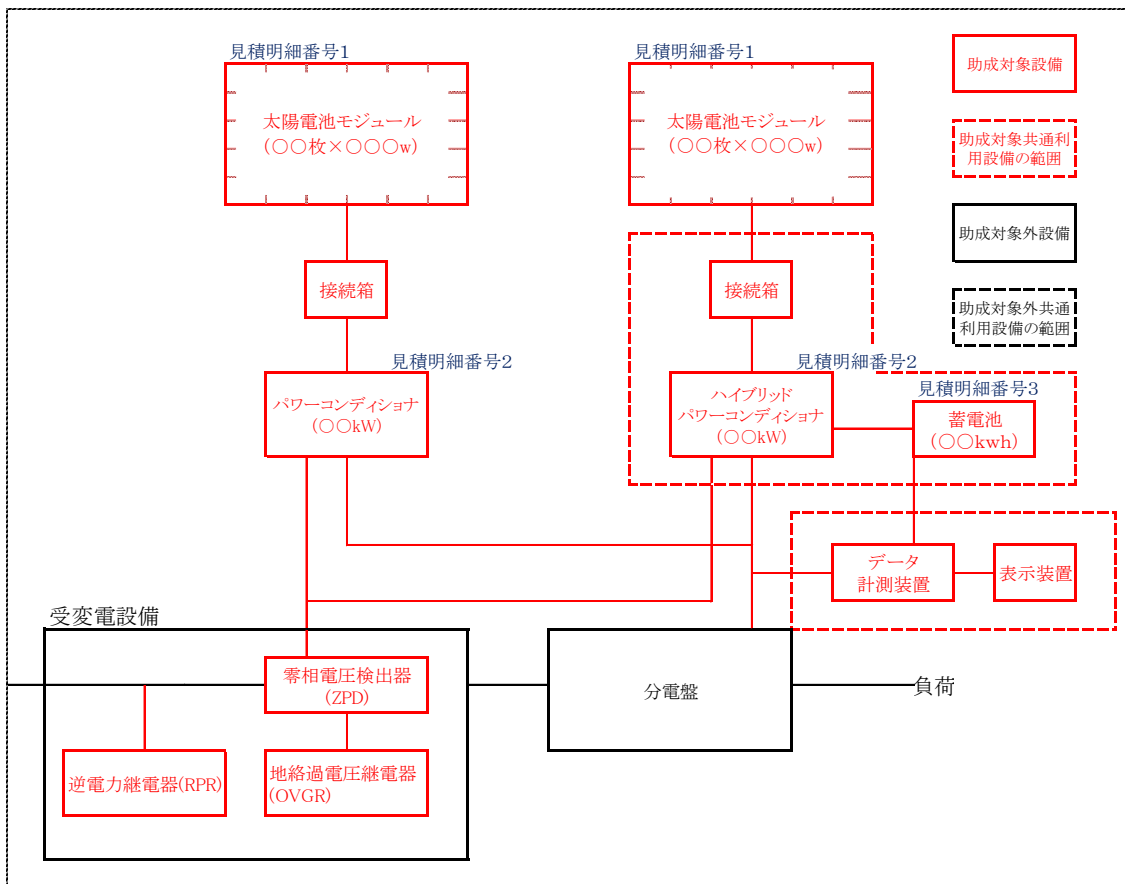 見積明細番号1
太陽電池モジュール
(○○枚×○○○w)
見積明細番号1
太陽電池モジュール
(○○枚×○○○w)
助成対象設備
助成対象共通利
用設備の範囲
助成対象外設備
助成対象外共通
利用設備の範囲
接続箱
接続箱
見積明細番号2
パワーコンディショナ
(○○kW)
見積明細番号2
ハイブリッド
パワーコンディショナ
(○○kW)
見積明細番号3
蓄電池
(○○kwh)
データ
計測装置
表示装置
受変電設備
零相電圧検出器
(ZPD)
逆電力継電器(RPR)
地絡過電圧継電器
(OVGR)
分電盤
負荷